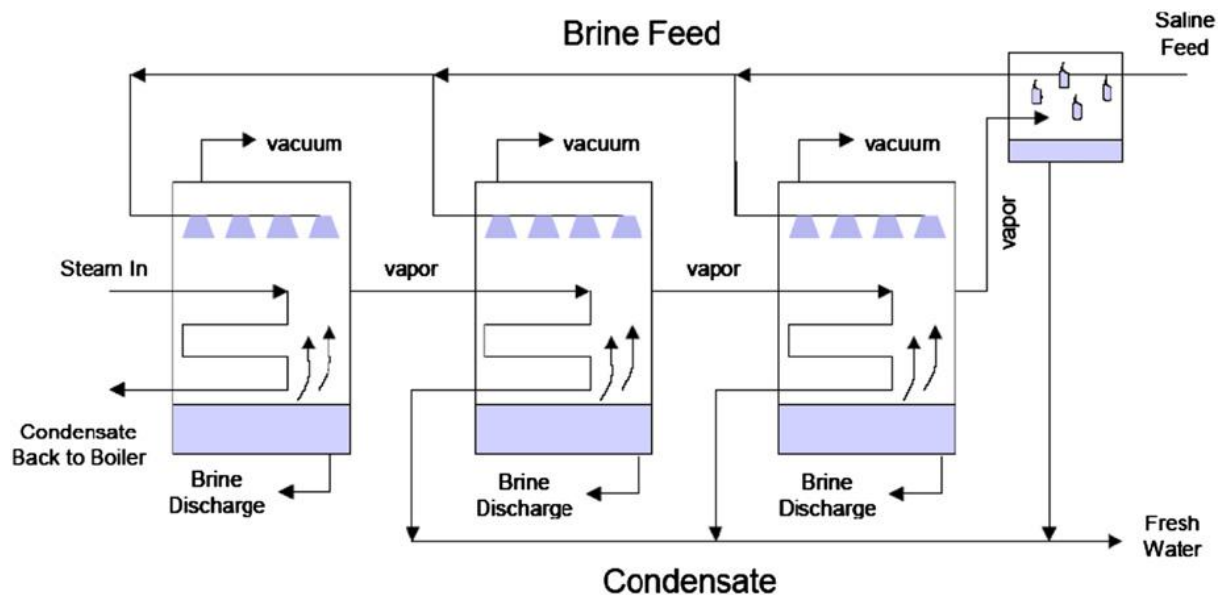 Brine Feed
Saline
Feed
vacuum
vacuum
vacuum
Steam In
vapor
vapor
vapor
Condensate
Back to Boiler
Brine
Discharge
Brine
Discharge
Brine
Discharge
Fresh
Water
Condensate